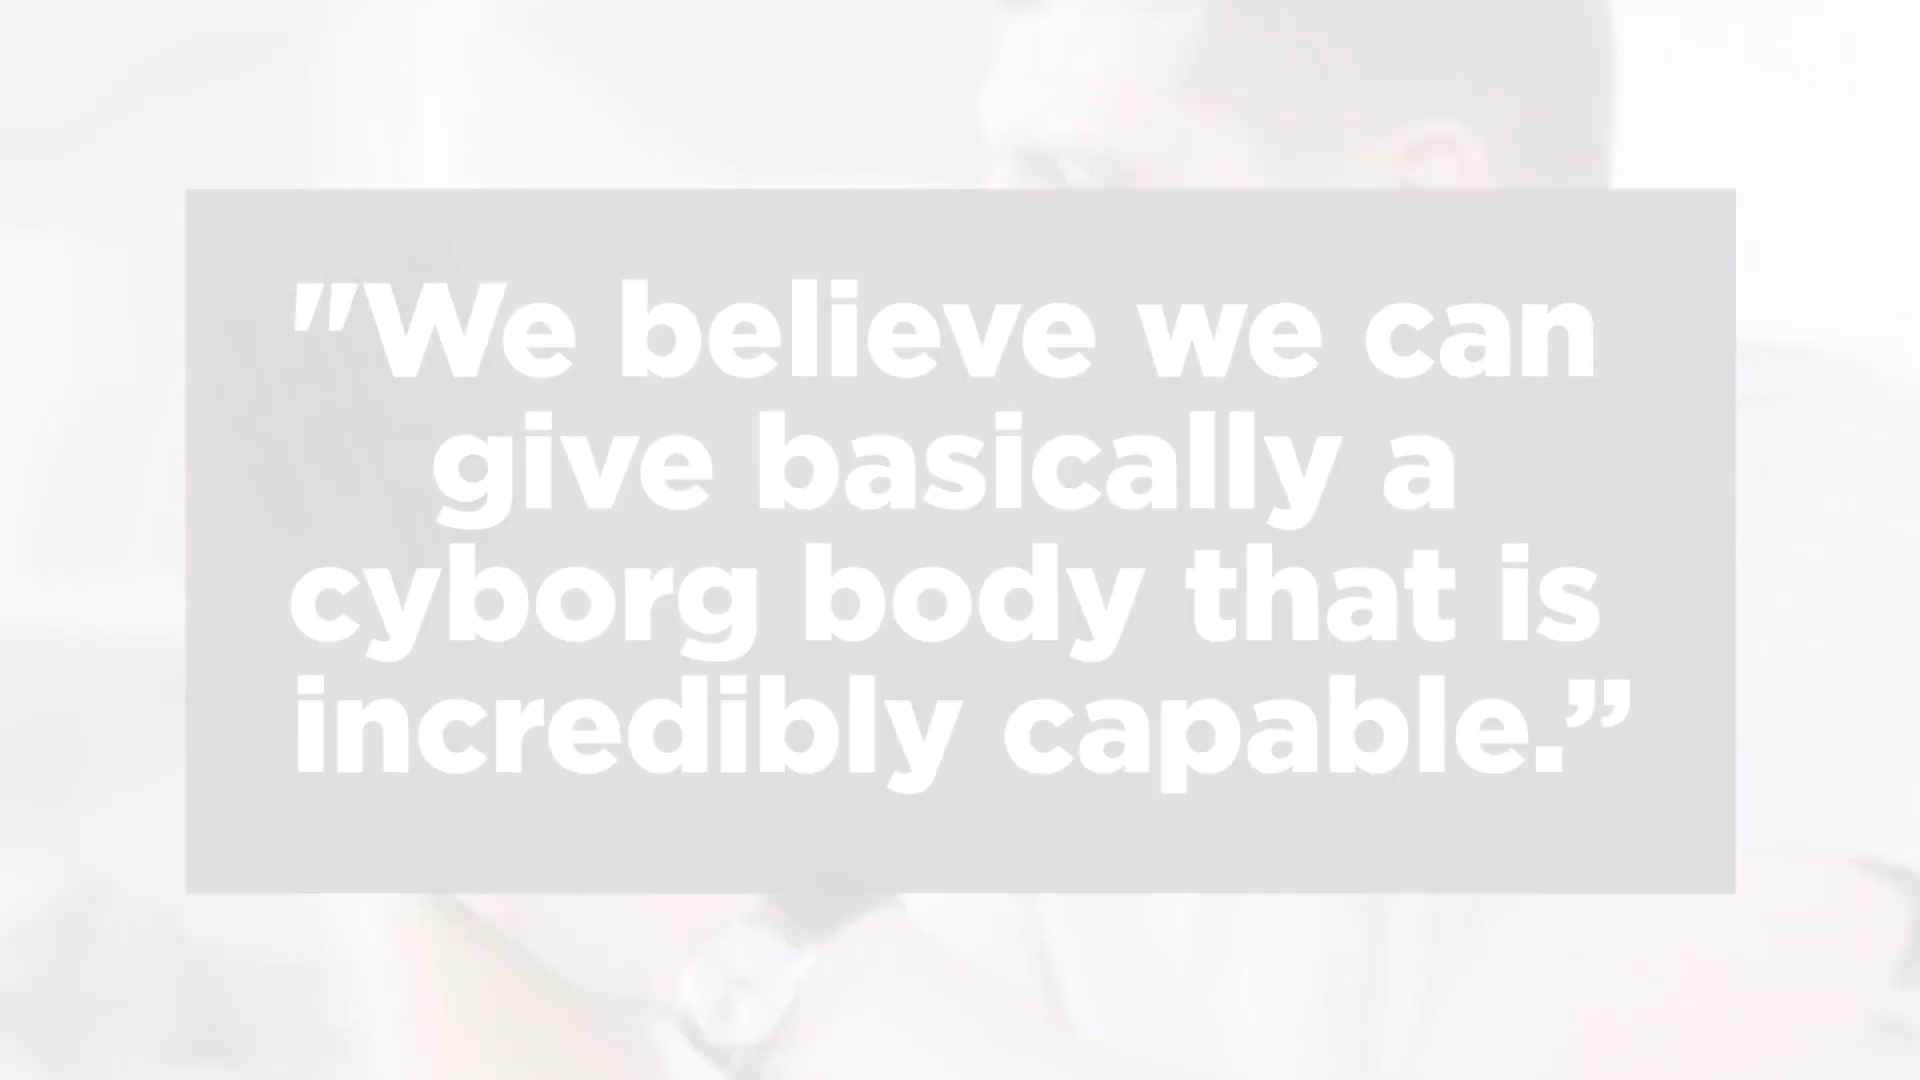 "We believe we can
give basically a
cyborg body that is
incredibly capable.”